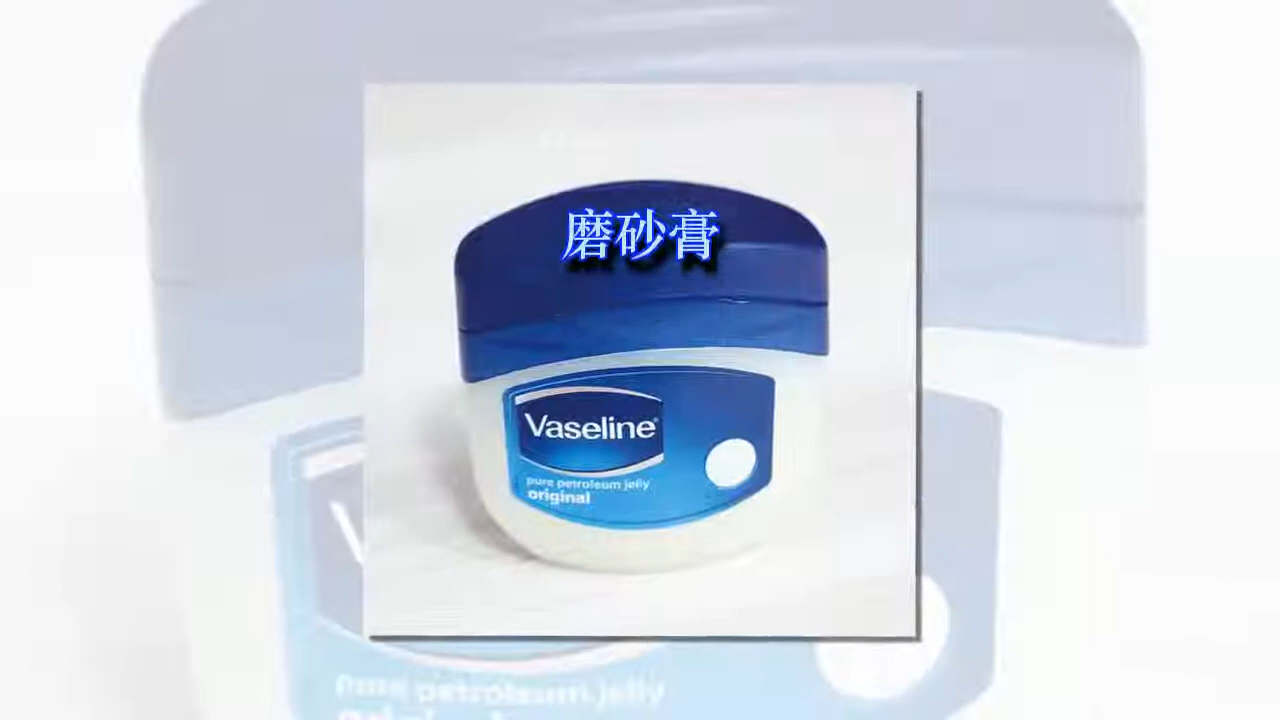 磨砂膏
Vaseline
pure petroleum jelly
original
pure petroleum jelly